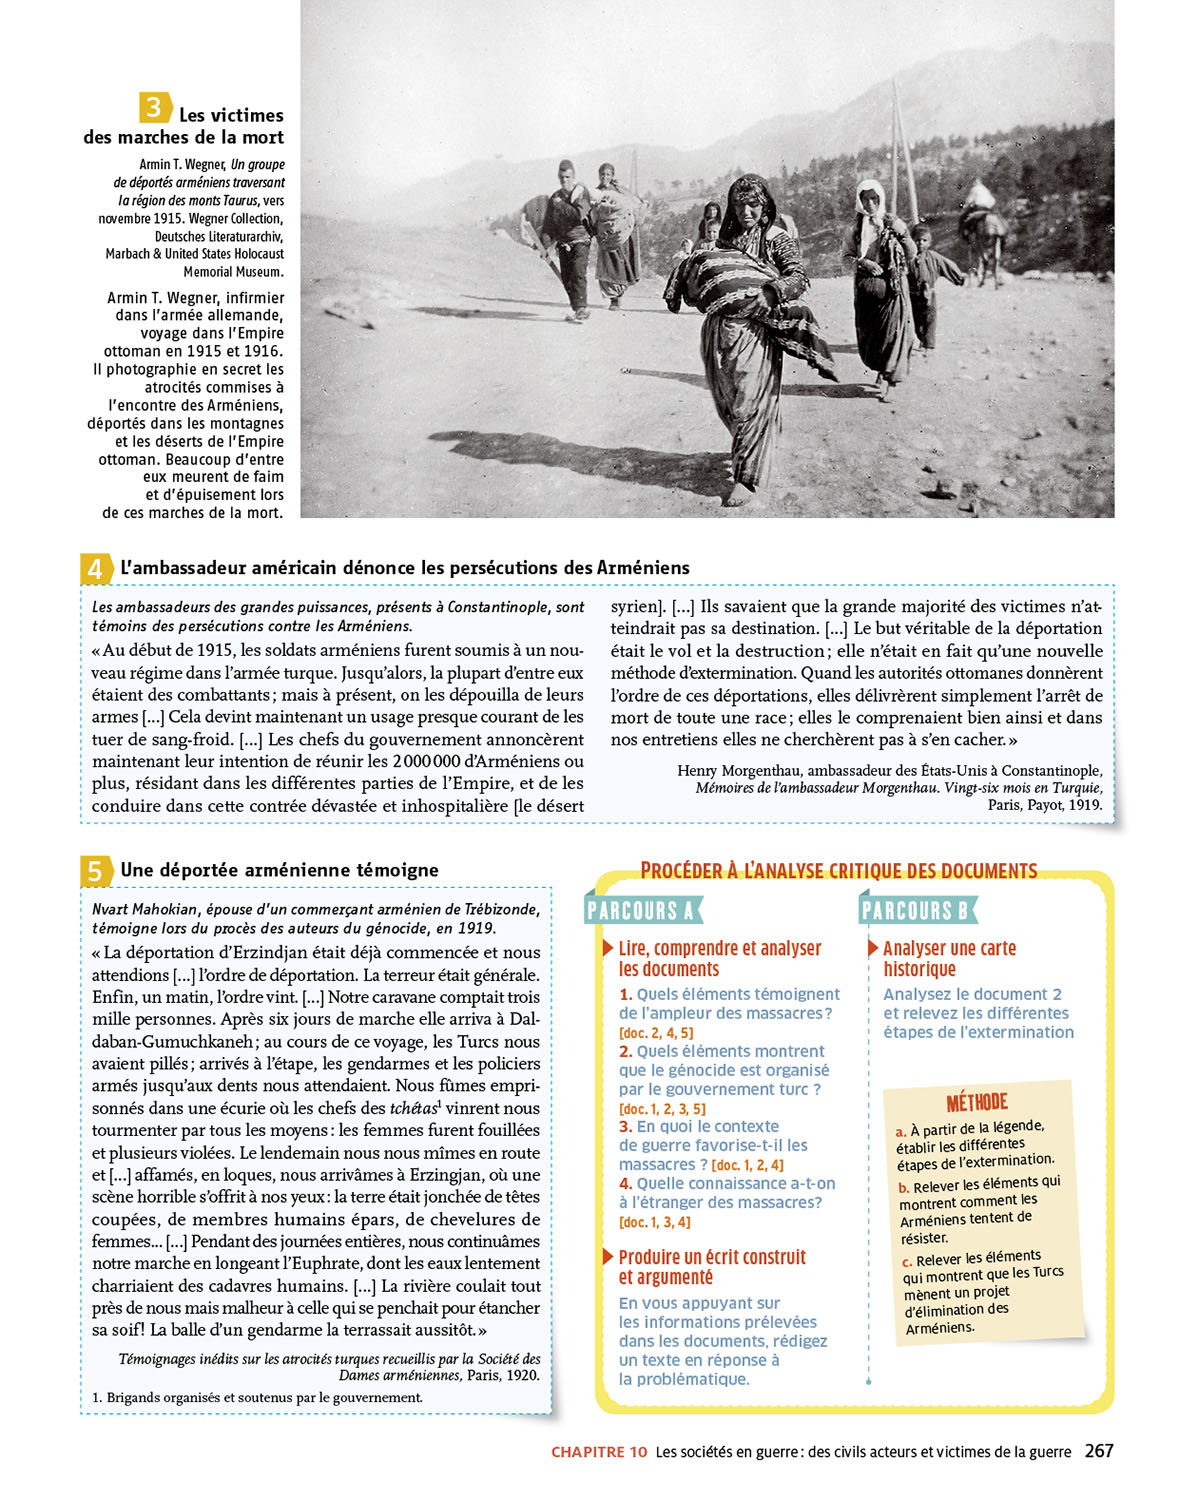 3 Les victimes
des marches de la mort
Armin T. Wegner, Un groupe
de déportés arméniens traversant
la région des monts Taurus, vers
novembre 1915. Wegner Collection,
Deutsches Literaturarchiv,
Marbach & United States Holocaust
Memorial Museum.
Armin T. Wegner, infirmier
dans l'armée allemande,
voyage dans l'Empire
ottoman en 1915 et 1916.
Il photographie en secret les
atrocités commises à
l'encontre des Arméniens,
déportés dans les montagnes
et les déserts de l'Empire
ottoman. Beaucoup d'entre
eux meurent de faim
et d'épuisement lors
de ces marches de la mort.
4 L'ambassadeur américain dénonce les persécutions des Arméniens
Les ambassadeurs des grandes puissances, présents à Constantinople, sont
témoins des persécutions contre les Arméniens.
« Au début de 1915, les soldats arméniens furent soumis à un nou-
veau régime dans l'armée turque. Jusqu'alors, la plupart d'entre eux
étaient des combattants ; mais à présent, on les dépouilla de leurs
armes [...] Cela devint maintenant un usage presque courant de les
tuer de sang-froid. [...] Les chefs du gouvernement annoncèrent
maintenant leur intention de réunir les 2 000 000 d'Arméniens ou
plus, résidant dans les différentes parties de l'Empire, et de les
conduire dans cette contrée dévastée et inhospitalière [le désert
syrien]. [...] Ils savaient que la grande majorité des victimes n'at-
teindrait pas sa destination. [...] Le but véritable de la déportation
était le vol et la destruction ; elle n'était en fait qu'une nouvelle
méthode d'extermination. Quand les autorités ottomanes donnèrent
l'ordre de ces déportations, elles délivrèrent simplement l'arrêt de
mort de toute une race ; elles le comprenaient bien ainsi et dans
nos entretiens elles ne cherchèrent pas à s'en cacher. »
Henry Morgenthau, ambassadeur des États-Unis à Constantinople,
Mémoires de l'ambassadeur Morgenthau. Vingt-six mois en Turquie,
Paris, Payot, 1919.
5 Une déportée arménienne témoigne
Nvart Mahokian, épouse d'un commerçant arménien de Trébizonde,
témoigne lors du procès des auteurs du génocide, en 1919.
« La déportation d'Erzindjan était déjà commencée et nous
attendions [...] l'ordre de déportation. La terreur était générale.
Enfin, un matin, l'ordre vint. [...] Notre caravane comptait trois
mille personnes. Après six jours de marche elle arriva à Dal-
daban-Gumuchkaneh ; au cours de ce voyage, les Turcs nous
avaient pillés ; arrivés à l'étape, les gendarmes et les policiers
armés jusqu'aux dents nous attendaient. Nous fûmes empri-
sonnés dans une écurie où les chefs des tchétas¹ vinrent nous
tourmenter par tous les moyens : les femmes furent fouillées
et plusieurs violées. Le lendemain nous nous mîmes en route
et [...] affamés, en loques, nous arrivâmes à Erzingjan, où une
scène horrible s'offrit à nos yeux : la terre était jonchée de têtes
coupées, de membres humains épars, de chevelures de
femmes... [...] Pendant des journées entières, nous continuâmes
notre marche en longeant l'Euphrate, dont les eaux lentement
charriaient des cadavres humains. [...] La rivière coulait tout
près de nous mais malheur à celle qui se penchait pour étancher
sa soif ! La balle d'un gendarme la terrassait aussitôt. »
Témoignages inédits sur les atrocités turques recueillis par la Société des
Dames arméniennes, Paris, 1920.
1. Brigands organisés et soutenus par le gouvernement.
PROCÉDER À L'ANALYSE CRITIQUE DES DOCUMENTS
PARCOURS A
Lire, comprendre et analyser
les documents
1. Quels éléments témoignent
de l'ampleur des massacres ?
[doc. 2, 4, 5]
2. Quels éléments montrent
que le génocide est organisé
par le gouvernement turc ?
[doc. 1, 2, 3, 5]
3. En quoi le contexte
de guerre favorise-t-il les
massacres ? [doc. 1, 2, 4]
4. Quelle connaissance a-t-on
à l'étranger des massacres?
[doc. 1, 3, 4]
Produire un écrit construit
et argumenté
En vous appuyant sur
les informations prélevées
dans les documents, rédigez
un texte en réponse à
la problématique.
PARCOURS B
Analyser une carte
historique
Analysez le document 2
et relevez les différentes
étapes de l'extermination
MÉTHODE
a. À partir de la légende,
établir les différentes
étapes de l'extermination.
b. Relever les éléments qui
montrent comment les
Arméniens tentent de
résister.
c. Relever les éléments
qui montrent que les Turcs
mènent un projet
d'élimination des
Arméniens.
CHAPITRE 10 Les sociétés en guerre : des civils acteurs et victimes de la guerre 267